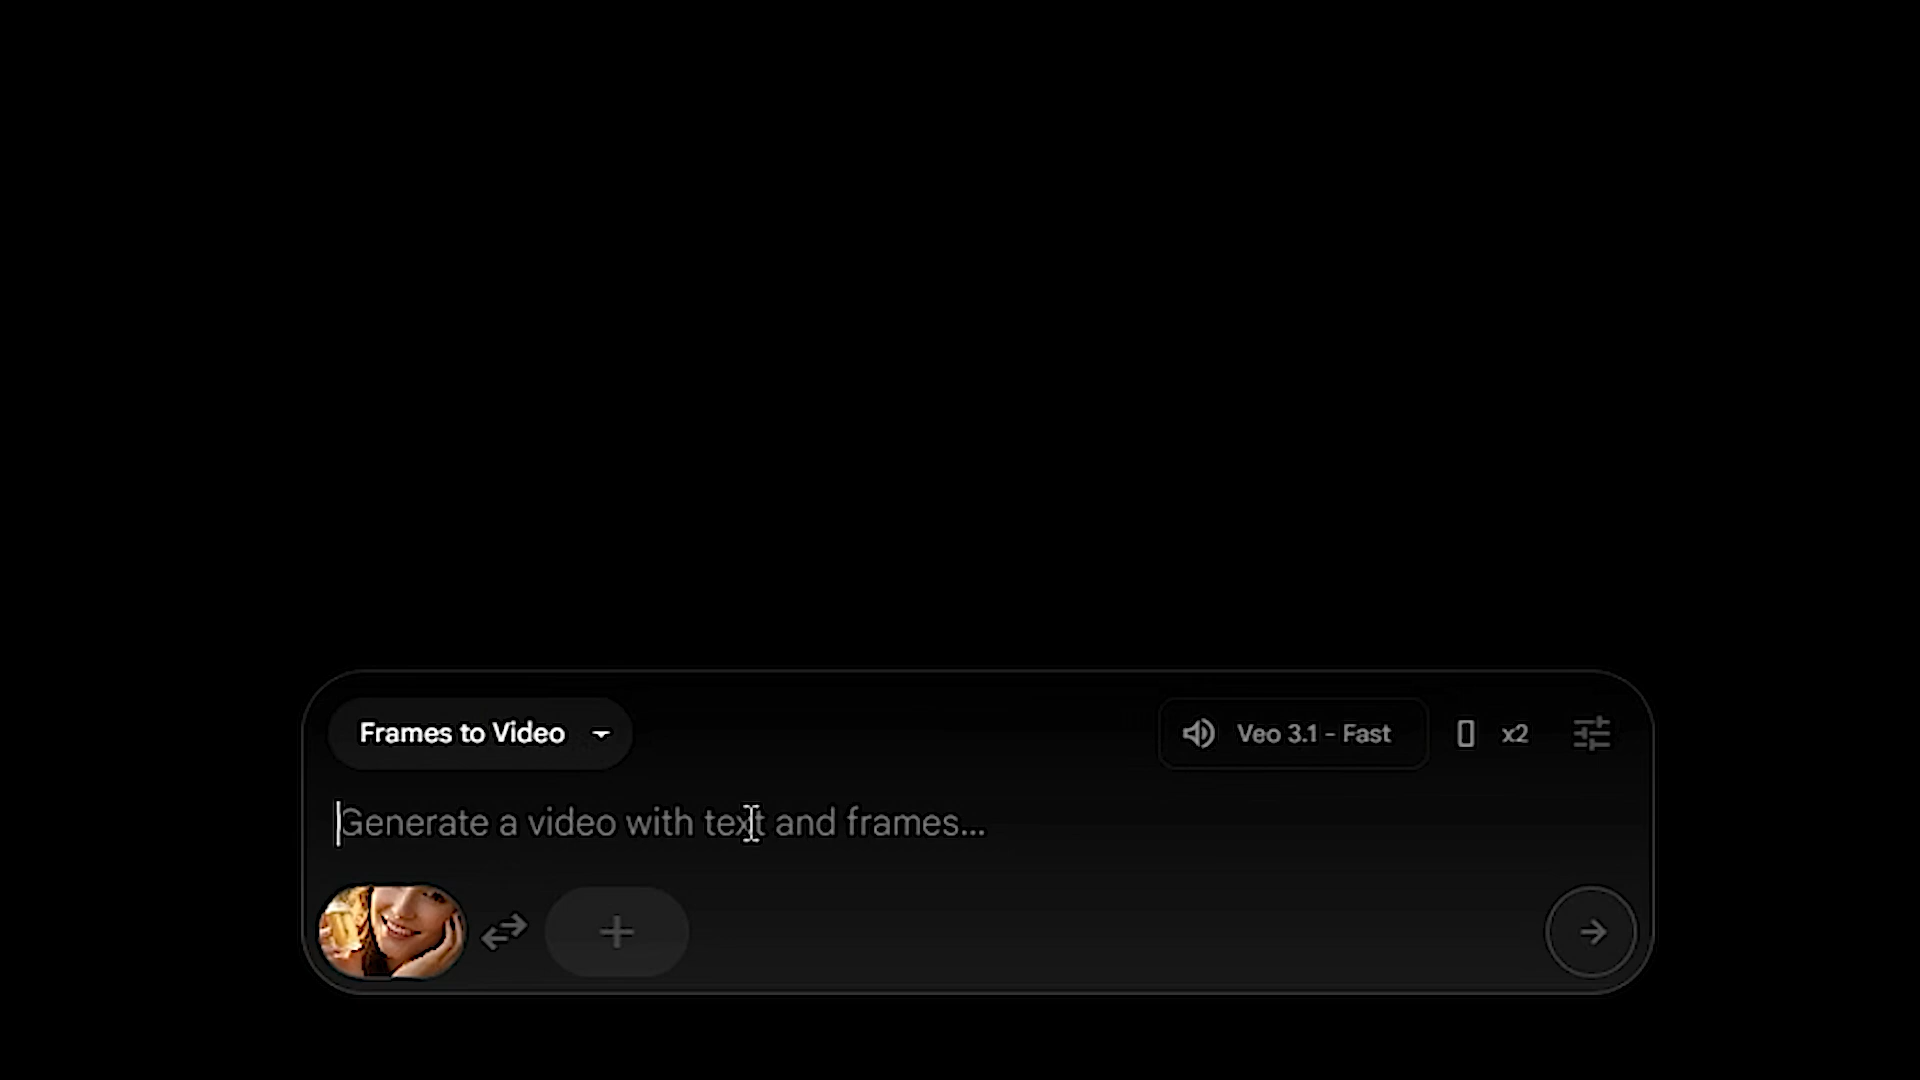 Frames to Video
Veo 3.1 - Fast
x2
Generate a video with text and frames...